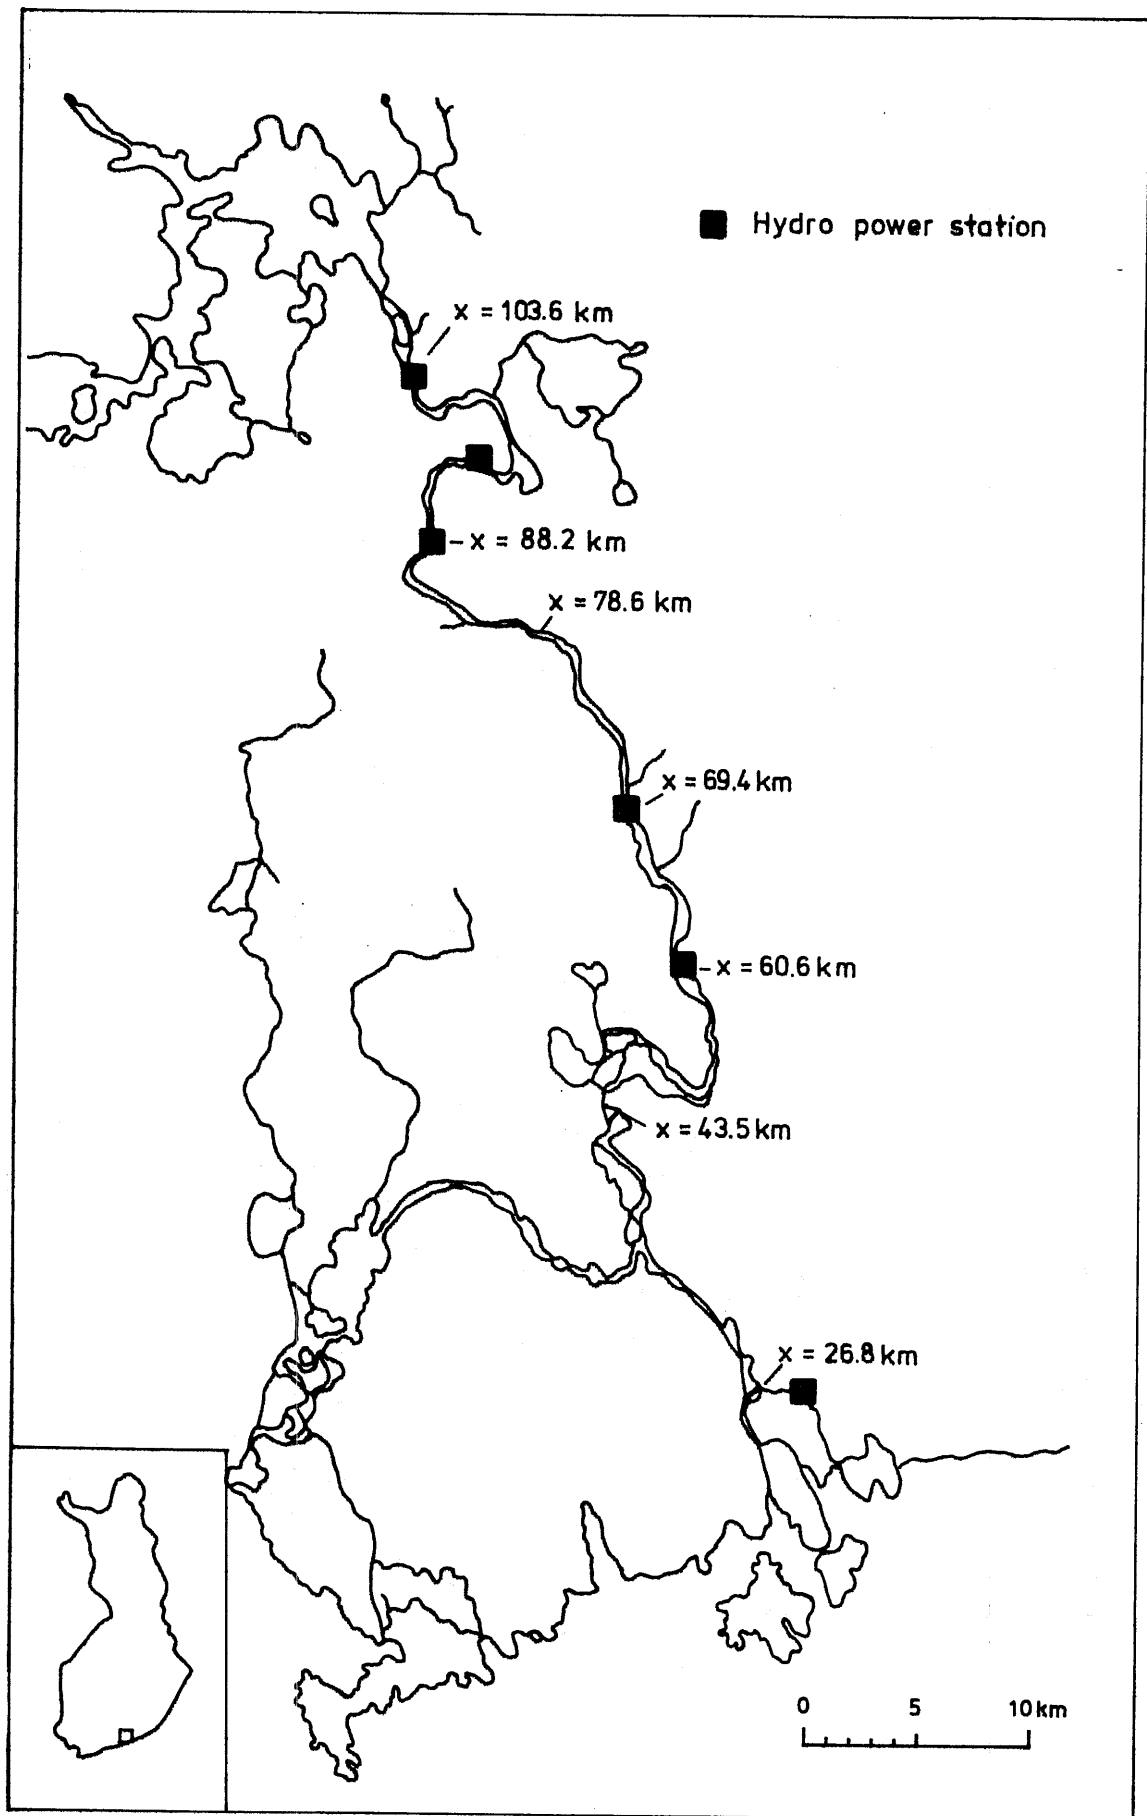 Hydro power station
x = 103.6 km
x = 88.2 km
x = 78.6 km
x = 69.4 km
x = 60.6 km
x = 43.5 km
x = 26.8 km
0 5 10 km